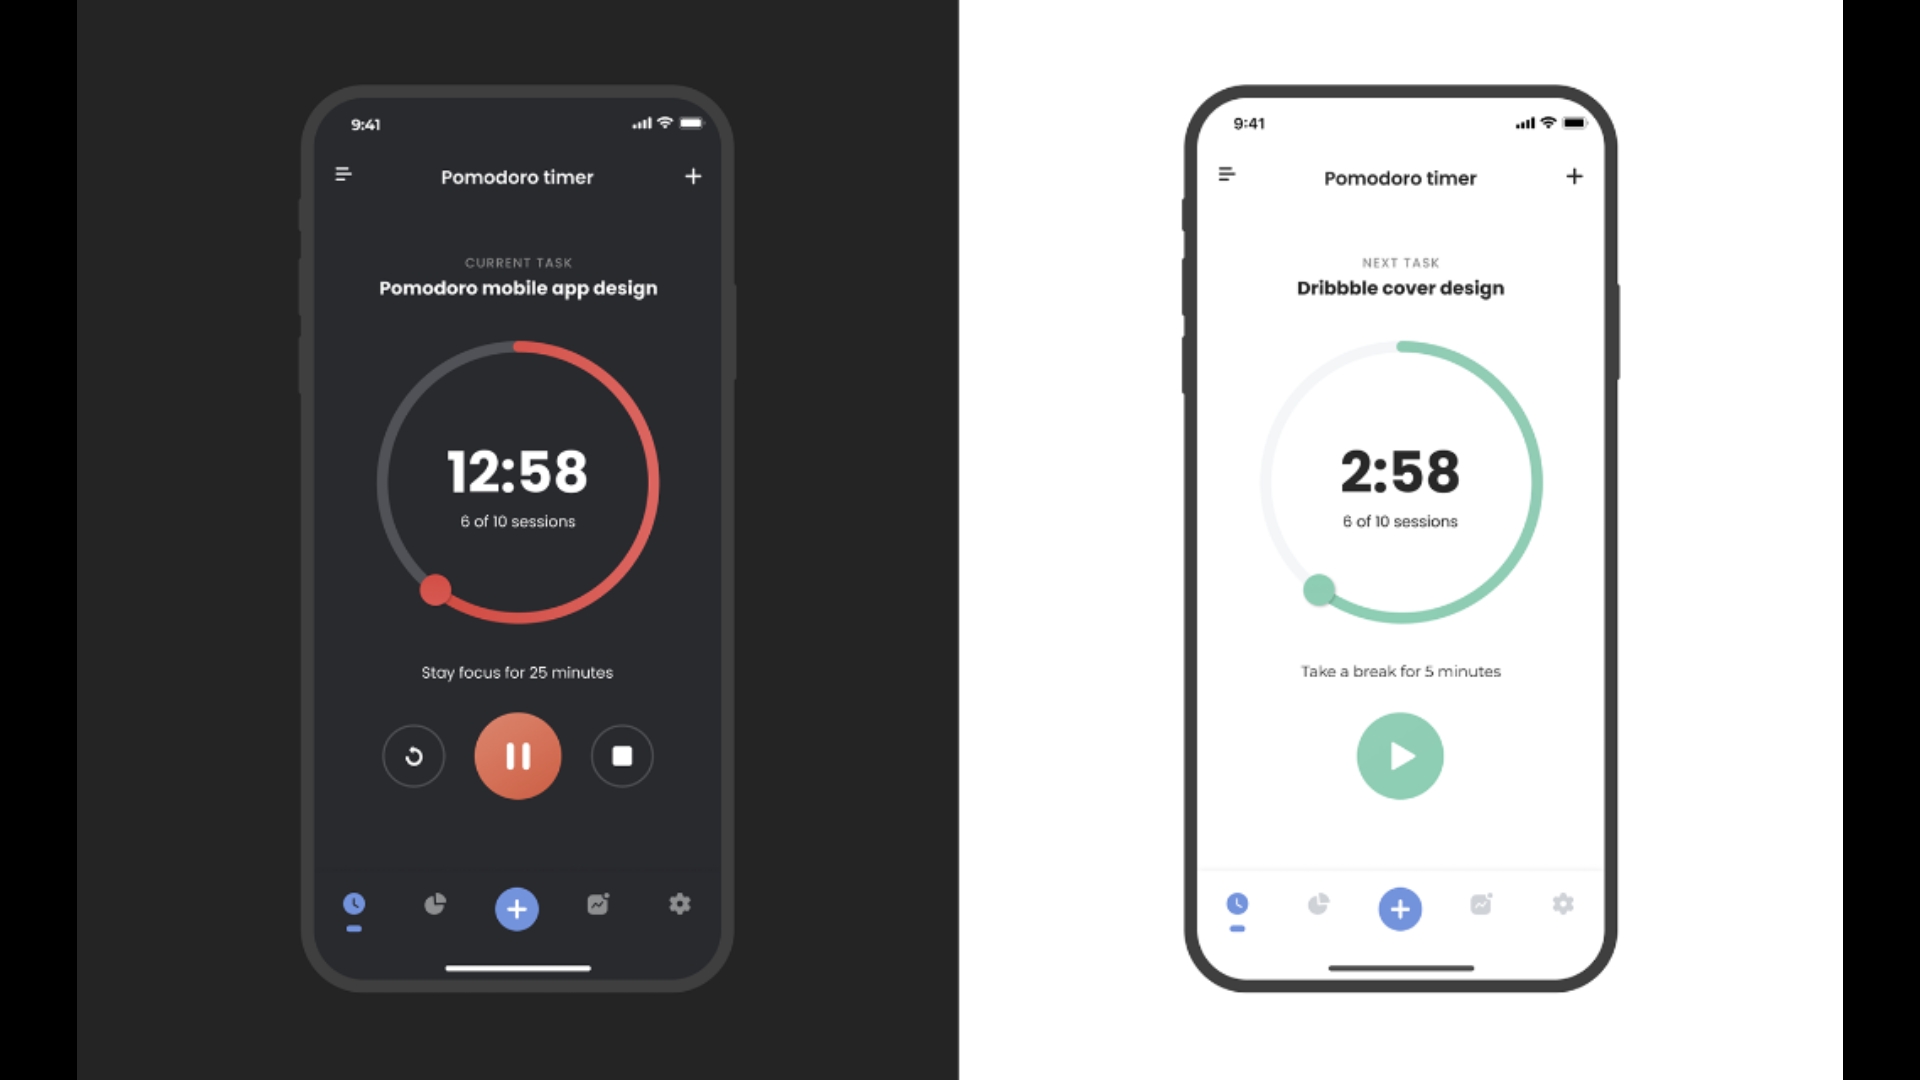 9:41
Pomodoro timer
CURRENT TASK
Pomodoro mobile app design
12:58
6 of 10 sessions
Stay focus for 25 minutes
9:41
Pomodoro timer
NEXT TASK
Dribbble cover design
2:58
6 of 10 sessions
Take a break for 5 minutes